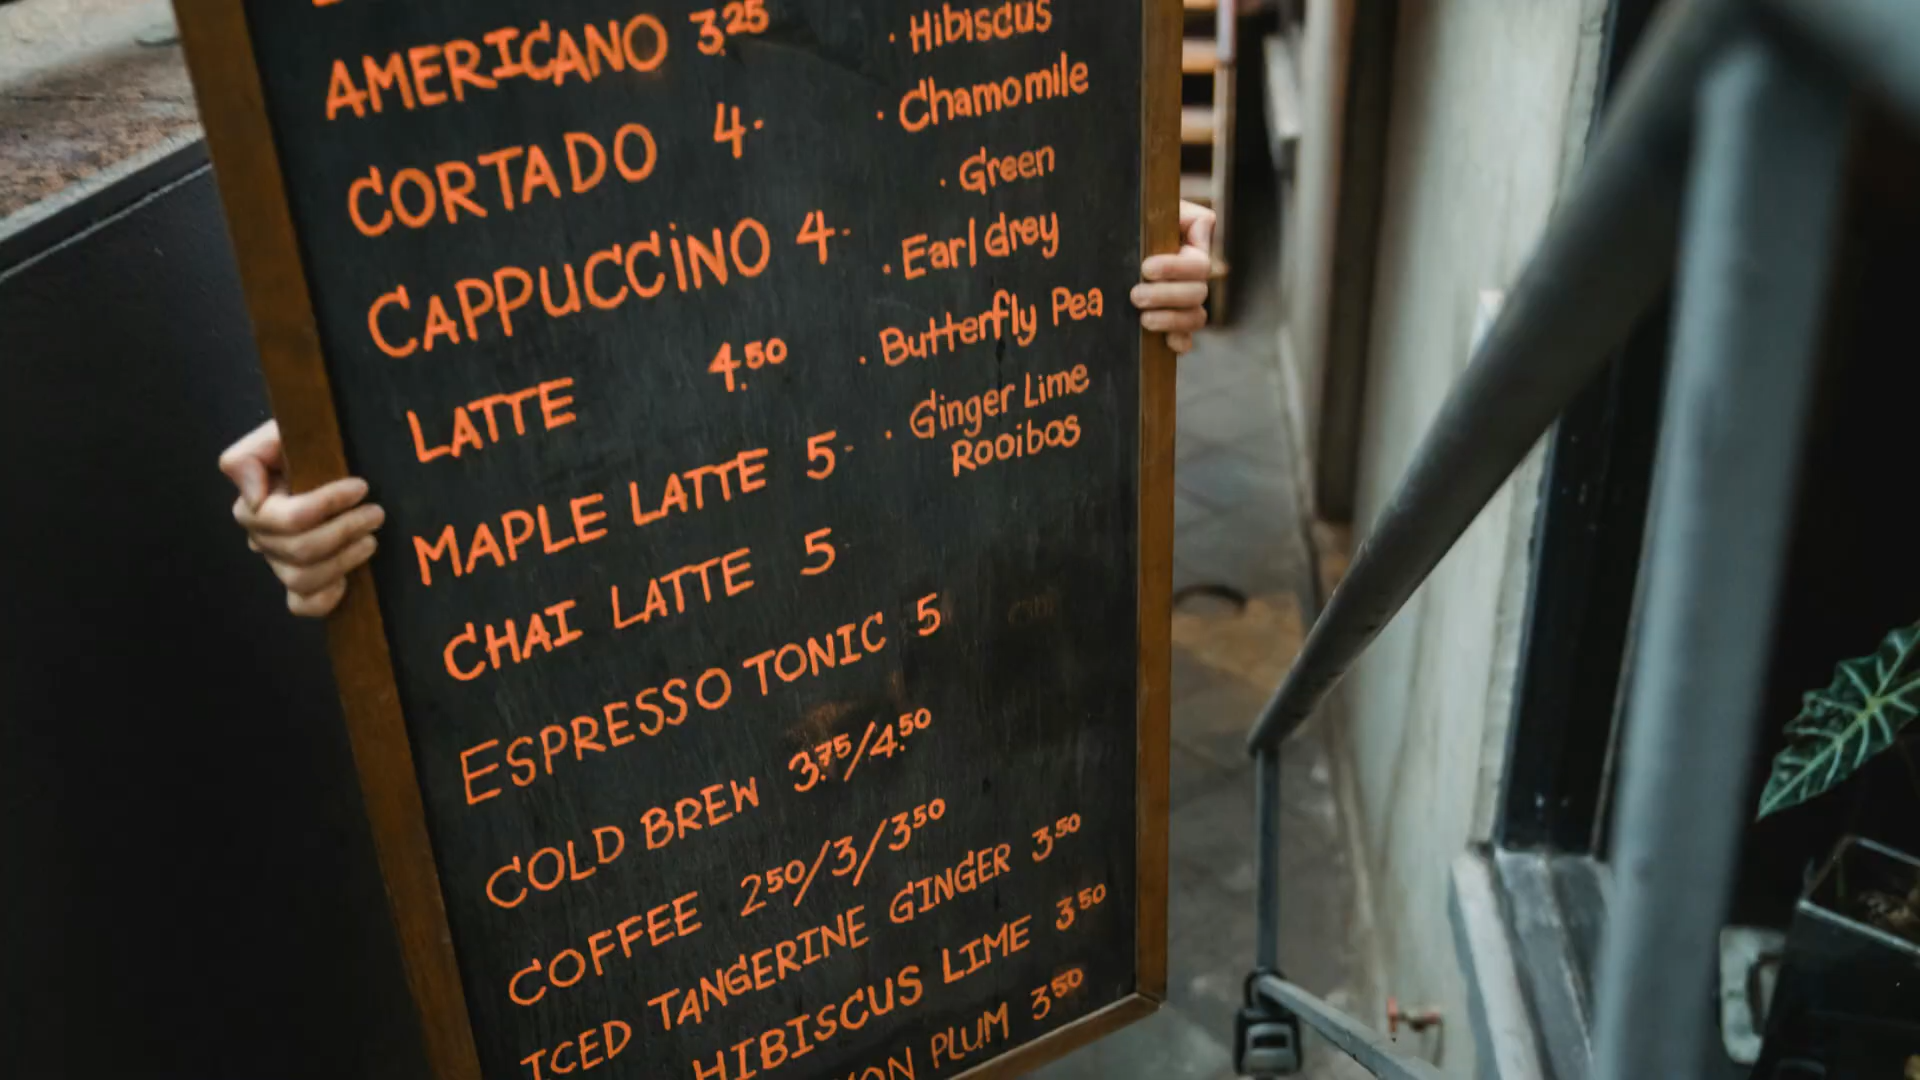 AMERICANO 3.25
CORTADO 4.
CAPPUCCINO 4.
LATTE 4.50
MAPLE LATTE 5.
CHAI LATTE 5
ESPRESSO TONIC 5
COLD BREW 3.75/4.50
COFFEE 2 50/3/3 50
ICED TANGERINE GINGER 3 50
HIBISCUS LIME 3 50
PLUM 3 50
· Hibiscus
· Chamomile
· Green
· Earl Grey
· Butterfly Pea
· Ginger Lime
Rooibos